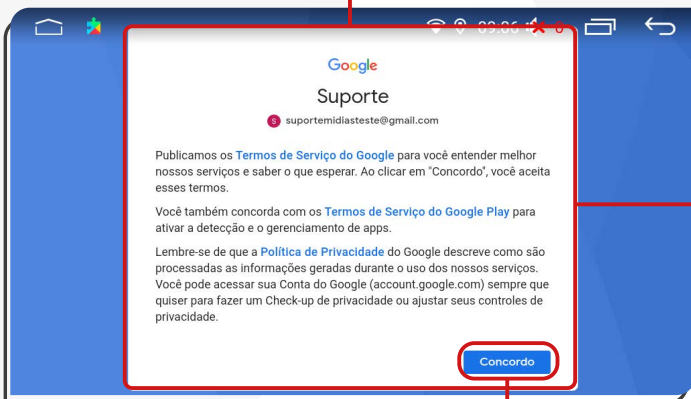 09:06 0
Google
Suporte
S suportemidiasteste@gmail.com
Publicamos os Termos de Serviço do Google para você entender melhor
nossos serviços e saber o que esperar. Ao clicar em "Concordo", você aceita
esses termos.
Você também concorda com os Termos de Serviço do Google Play para
ativar a detecção e o gerenciamento de apps.
Lembre-se de que a Política de Privacidade do Google descreve como são
processadas as informações geradas durante o uso dos nossos serviços.
Você pode acessar sua Conta do Google (account.google.com) sempre que
quiser para fazer um Check-up de privacidade ou ajustar seus controles de
privacidade.
Concordo